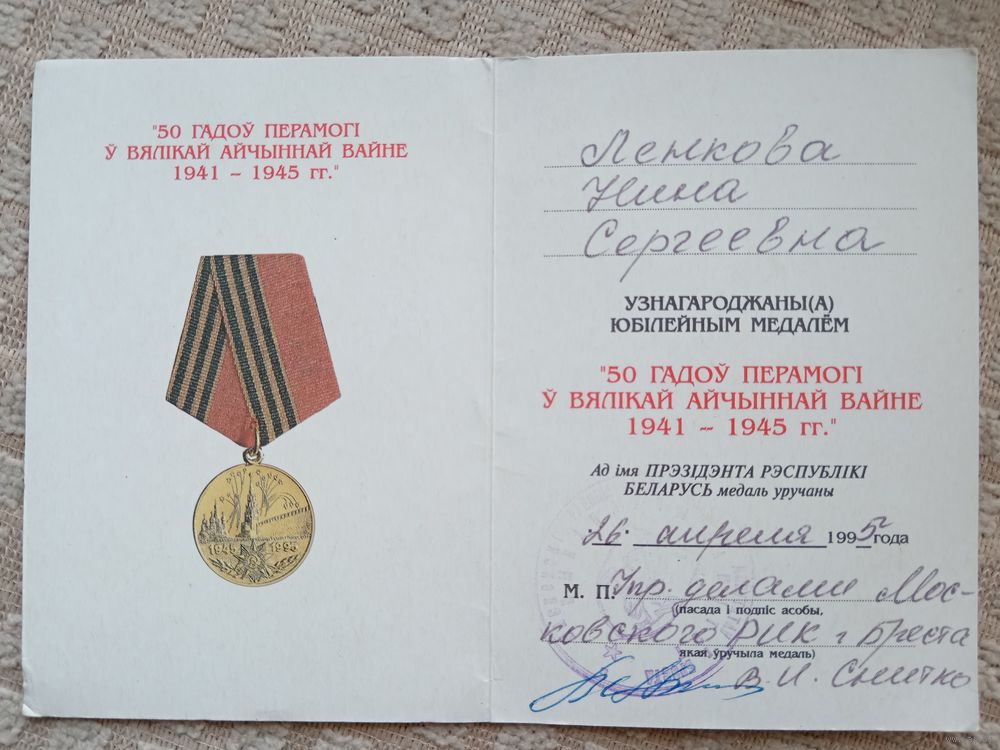 "50 ГАДОЎ ПЕРАМОГІ
Ў ВЯЛІКАЙ АЙЧЫННАЙ ВАЙНЕ
1941 – 1945 гг."
1945 1995
Ленкова
Нина
Сергеевна
УЗНАГАРОДЖАНЫ(А)
ЮБІЛЕЙНЫМ МЕДАЛЁМ
"50 ГАДОЎ ПЕРАМОГІ
Ў ВЯЛІКАЙ АЙЧЫННАЙ ВАЙНЕ
1941 – 1945 гг."
Ад імя ПРЭЗІДЭНТА РЭСПУБЛІКІ
БЕЛАРУСЬ медаль уручаны
26. апреля 1995 года
М. П. Упр. делами Мос-
(пасада і подпіс асобы,
ковского РИК г Бреста
якая ўручыла медаль)
В. И. Снитко